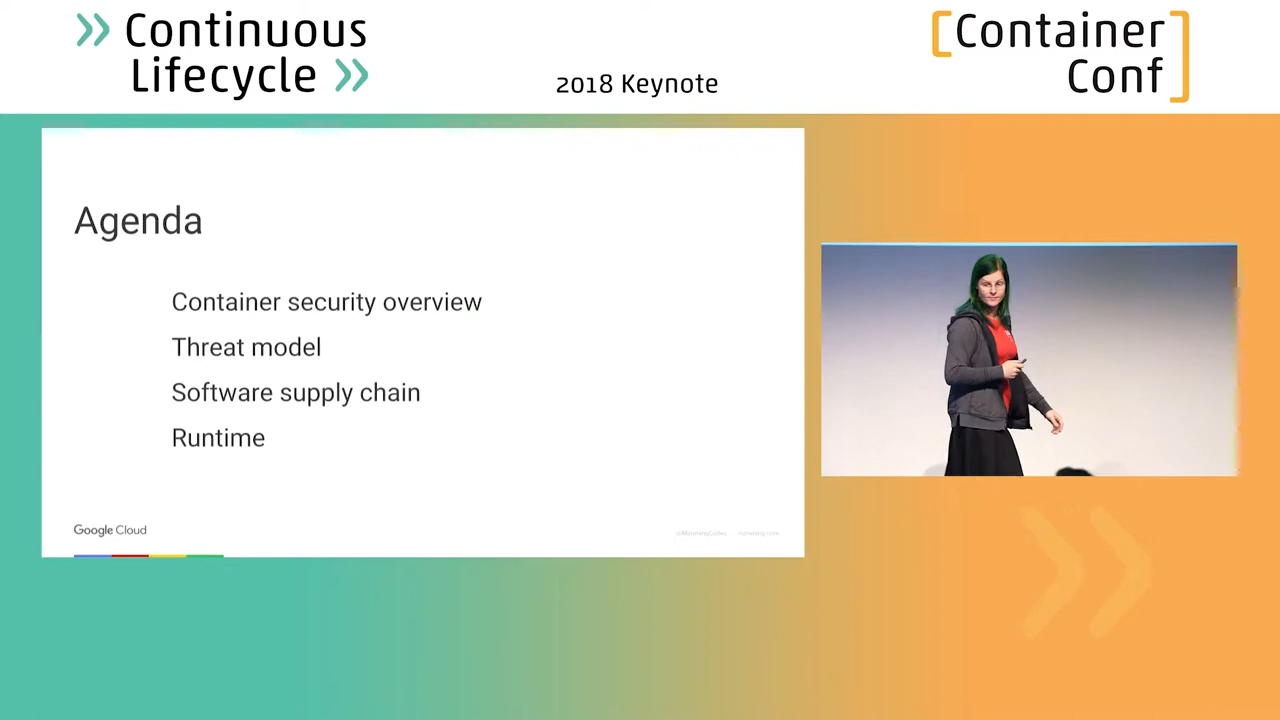 Continuous
Lifecycle
2018 Keynote
Container
Conf
Agenda
Container security overview
Threat model
Software supply chain
Runtime
Google Cloud